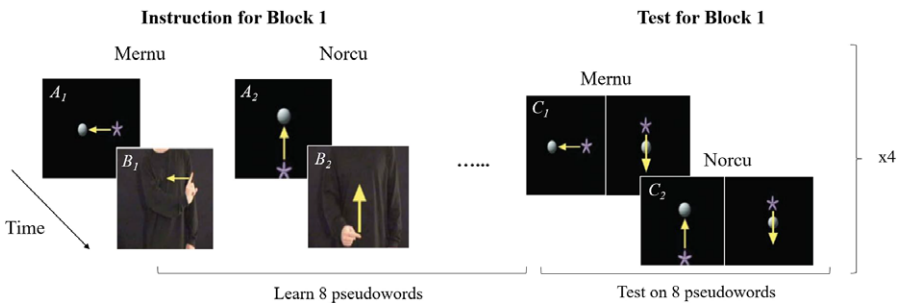 Instruction for Block 1
Test for Block 1
Mernu
Norcu
A1
B1
A2
B2
......
Mernu
C1
Norcu
C2
x4
Time
Learn 8 pseudowords
Test on 8 pseudowords